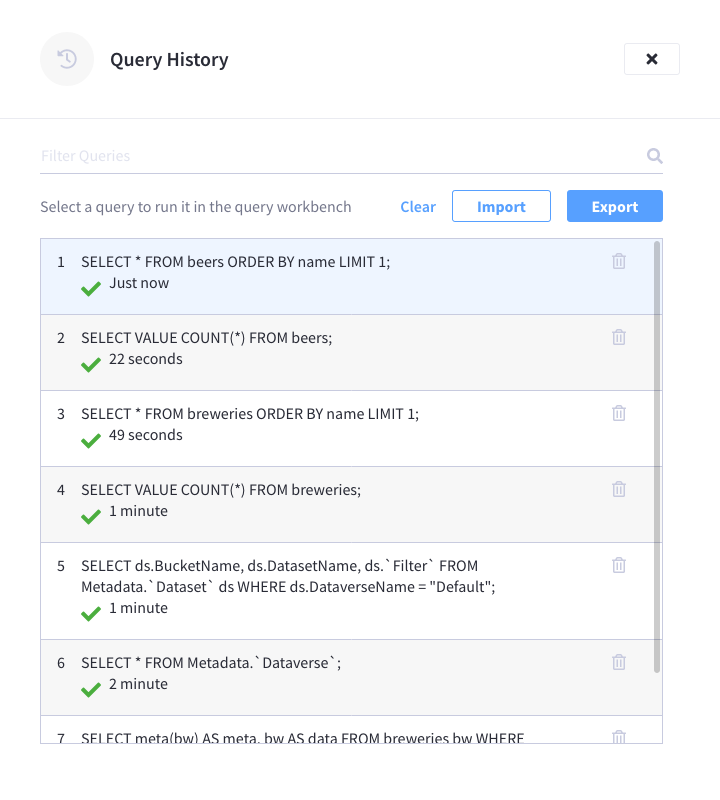 Query History
Filter Queries
Select a query to run it in the query workbench Clear Import Export
1 SELECT * FROM beers ORDER BY name LIMIT 1;
Just now
2 SELECT VALUE COUNT(*) FROM beers;
22 seconds
3 SELECT * FROM breweries ORDER BY name LIMIT 1;
49 seconds
4 SELECT VALUE COUNT(*) FROM breweries;
1 minute
5 SELECT ds.BucketName, ds.DatasetName, ds.`Filter` FROM
Metadata.`Dataset` ds WHERE ds.DataverseName = "Default";
1 minute
6 SELECT * FROM Metadata.`Dataverse`;
2 minute
7 SELECT meta(bw) AS meta, bw AS data FROM breweries bw WHERE